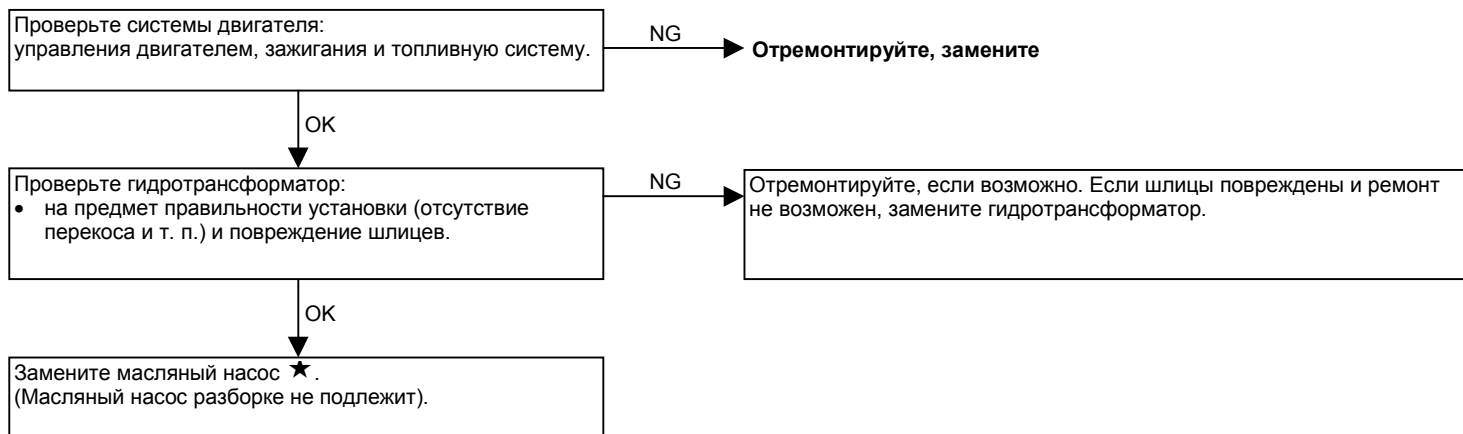 Проверьте системы двигателя:
управления двигателем, зажигания и топливную систему.
NG
Отремонтируйте, замените
OK
Проверьте гидротрансформатор:
• на предмет правильности установки (отсутствие
перекоса и т. п.) и повреждение шлицев.
NG
Отремонтируйте, если возможно. Если шлицы повреждены и ремонт
не возможен, замените гидротрансформатор.
OK
Замените масляный насос ★.
(Масляный насос разборке не подлежит).